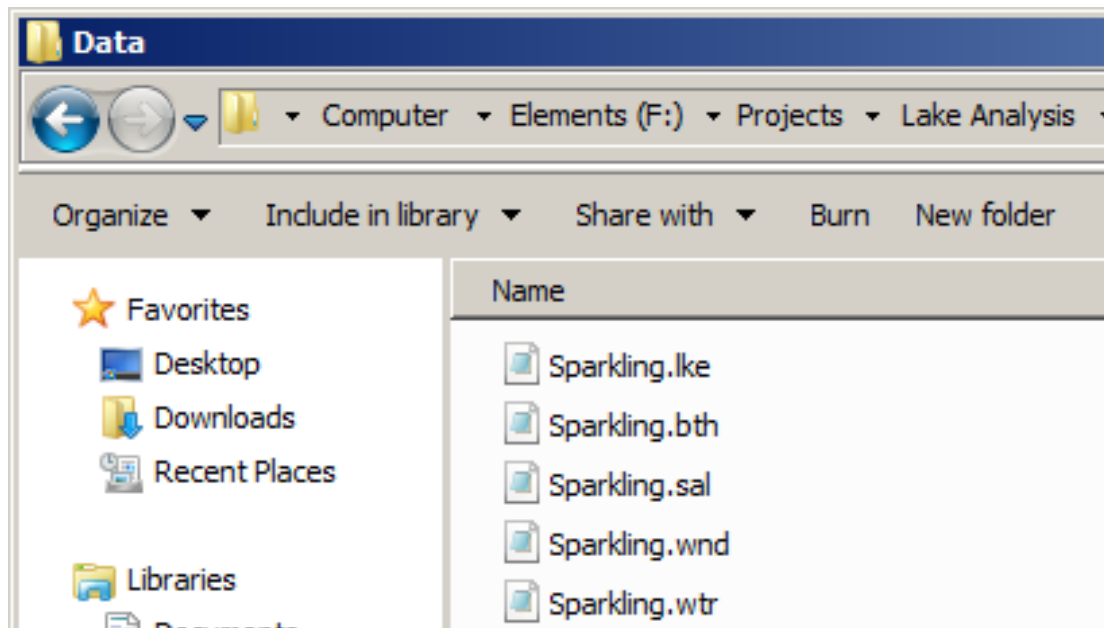 Data
Computer Elements (F:) Projects Lake Analysis
Organize Include in library Share with Burn New folder
Favorites
Desktop
Downloads
Recent Places
Libraries
Documents
Name
Sparkling.lke
Sparkling.bth
Sparkling.sal
Sparkling.wnd
Sparkling.wtr